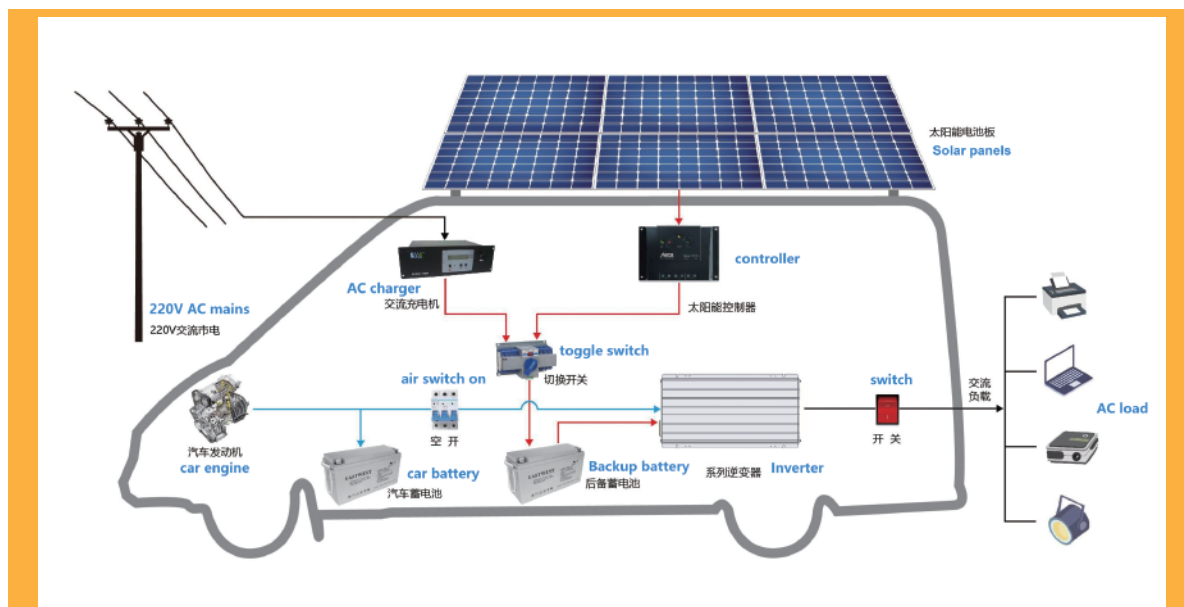 太阳能电池板
Solar panels
controller
太阳能控制器
AC charger
交流充电机
220V AC mains
220V交流市电
toggle switch
切换开关
air switch on
空 开
switch
开 关
交流
负载
AC load
汽车发动机
car engine
car battery
汽车蓄电池
Backup battery
后备蓄电池
系列逆变器
Inverter
EASTWEST
EASTWEST